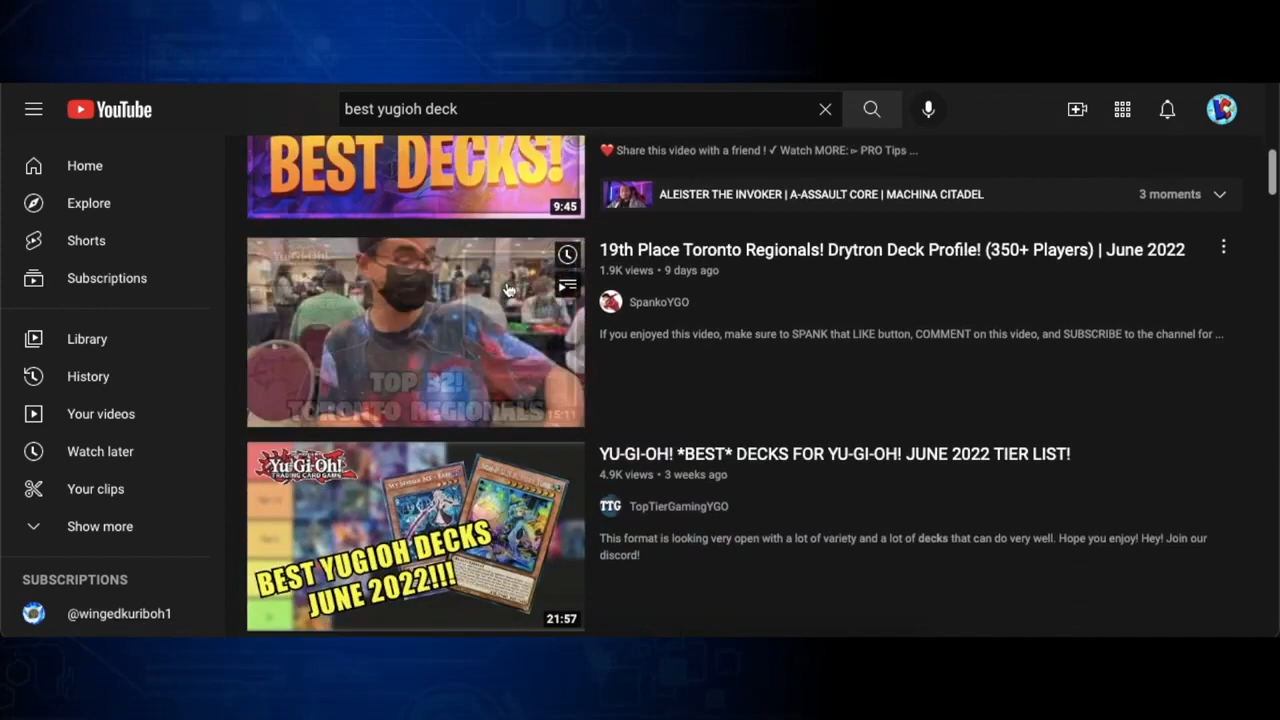 YouTube
best yugioh deck
Home
Explore
Shorts
Subscriptions
Library
History
Your videos
Watch later
Your clips
Show more
SUBSCRIPTIONS
@wingedkuriboh1
BEST DECKS!
9:45
❤️ Share this video with a friend ! ✓ Watch MORE: ▻ PRO Tips ...
ALEISTER THE INVOKER | A-ASSAULT CORE | MACHINA CITADEL
3 moments
TOP 32!
TORONTO REGIONALS
15:11
19th Place Toronto Regionals! Drytron Deck Profile! (350+ Players) | June 2022
1.9K views • 9 days ago
SpankoYGO
If you enjoyed this video, make sure to SPANK that LIKE button, COMMENT on this video, and SUBSCRIBE to the channel for ...
Yu-Gi-Oh!
TRADING CARD GAME
BEST YUGIOH DECKS
JUNE 2022!!!
21:57
YU-GI-OH! *BEST* DECKS FOR YU-GI-OH! JUNE 2022 TIER LIST!
4.9K views • 3 weeks ago
TTG
TopTierGamingYGO
This format is looking very open with a lot of variety and a lot of decks that can do very well. Hope you enjoy! Hey! Join our
discord!